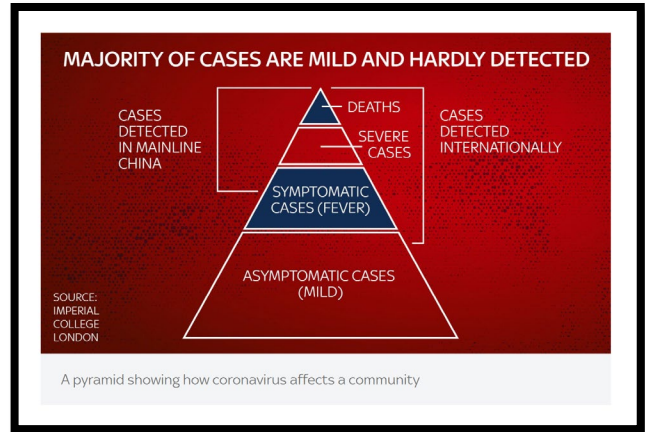 MAJORITY OF CASES ARE MILD AND HARDLY DETECTED
CASES
DETECTED
IN MAINLINE
CHINA
DEATHS
SEVERE
CASES
CASES
DETECTED
INTERNATIONALLY
SYMPTOMATIC
CASES (FEVER)
ASYMPTOMATIC CASES
(MILD)
SOURCE:
IMPERIAL
COLLEGE
LONDON
A pyramid showing how coronavirus affects a community